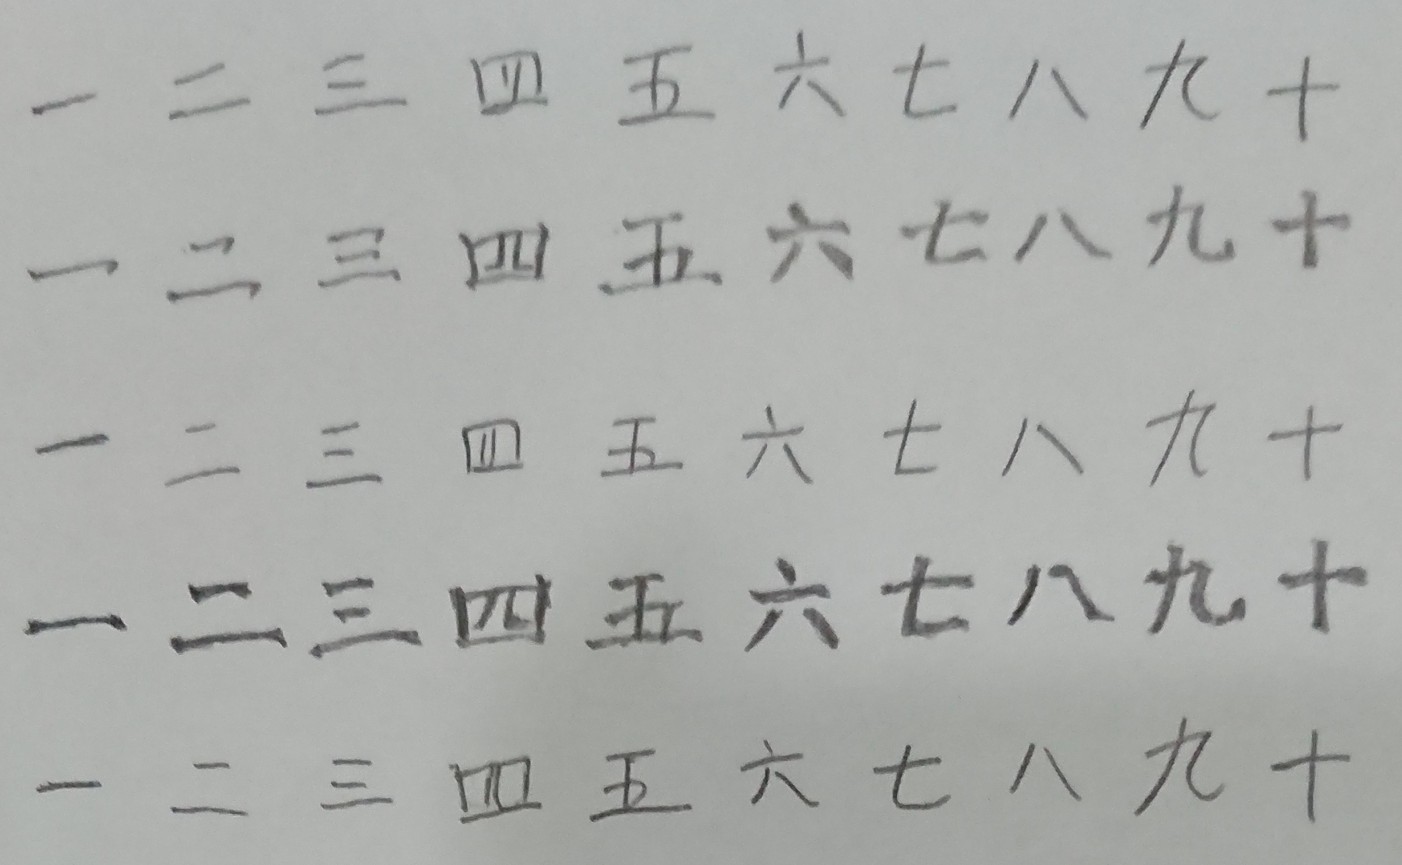 一 二 三 四 五 六 七 八 九 十
一 二 三 四 五 六 七 八 九 十
一 二 三 四 五 六 七 八 九 十
一 二 三 四 五 六 七 八 九 十
一 二 三 四 五 六 七 八 九 十